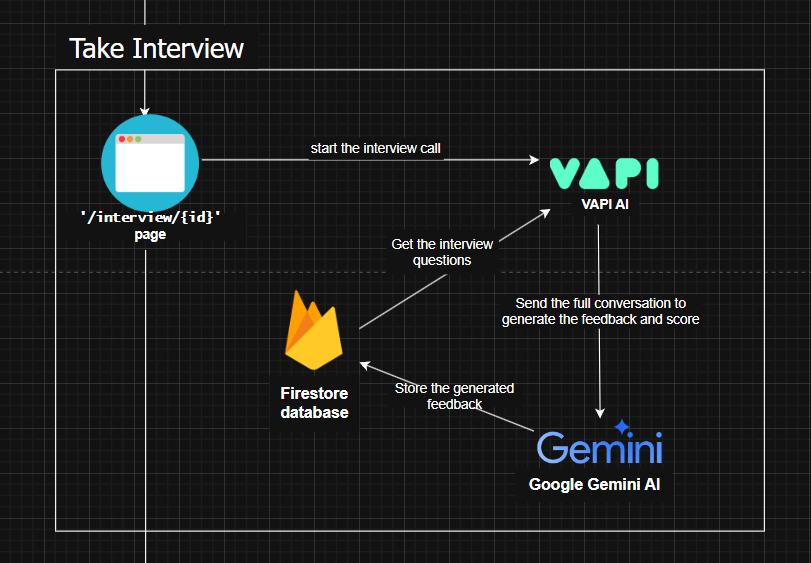 Take Interview
start the interview call
VAPI
VAPI AI
'/interview/{id}'
page
Get the interview
questions
Send the full conversation to
generate the feedback and score
Firestore
database
Store the generated
feedback
Gemini
Google Gemini AI